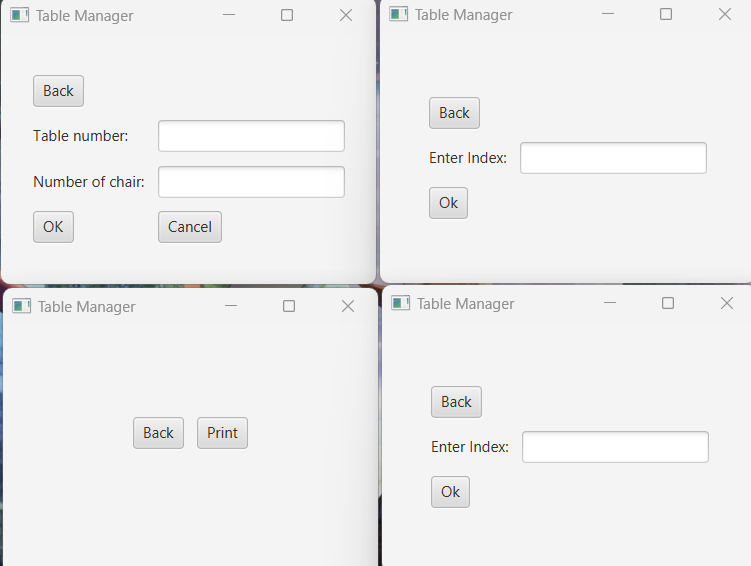 Table Manager
Back
Table number:
Number of chair:
OK Cancel
Table Manager
Back
Enter Index:
Ok
Table Manager
Back Print
Table Manager
Back
Enter Index:
Ok